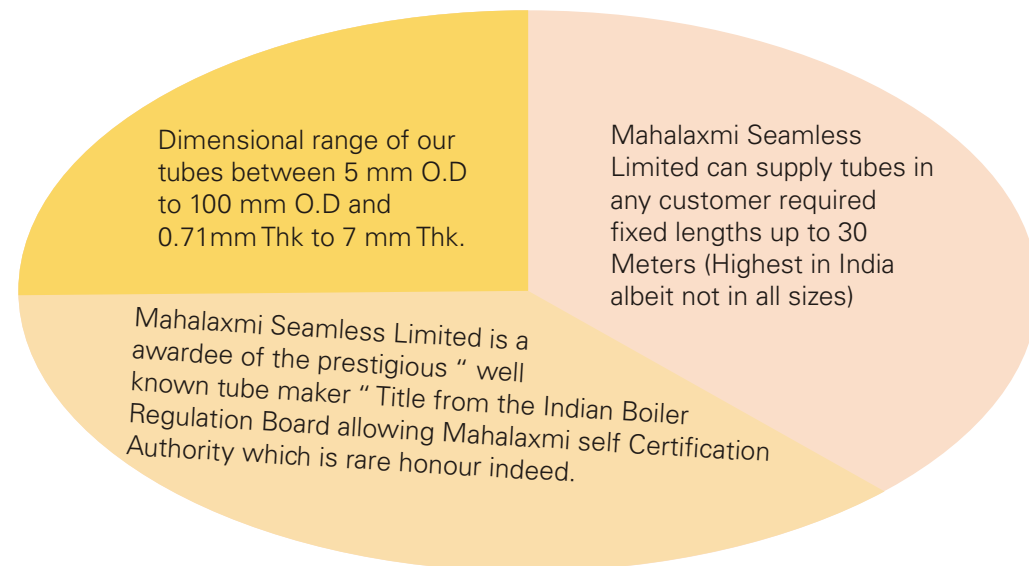 Dimensional range of our
tubes between 5 mm O.D
to 100 mm O.D and
0.71mm Thk to 7 mm Thk.
Mahalaxmi Seamless
Limited can supply tubes in
any customer required
fixed lengths up to 30
Meters (Highest in India
albeit not in all sizes)
Mahalaxmi Seamless Limited is a
awardee of the prestigious “ well
known tube maker “ Title from the Indian Boiler
Regulation Board allowing Mahalaxmi self Certification
Authority which is rare honour indeed.